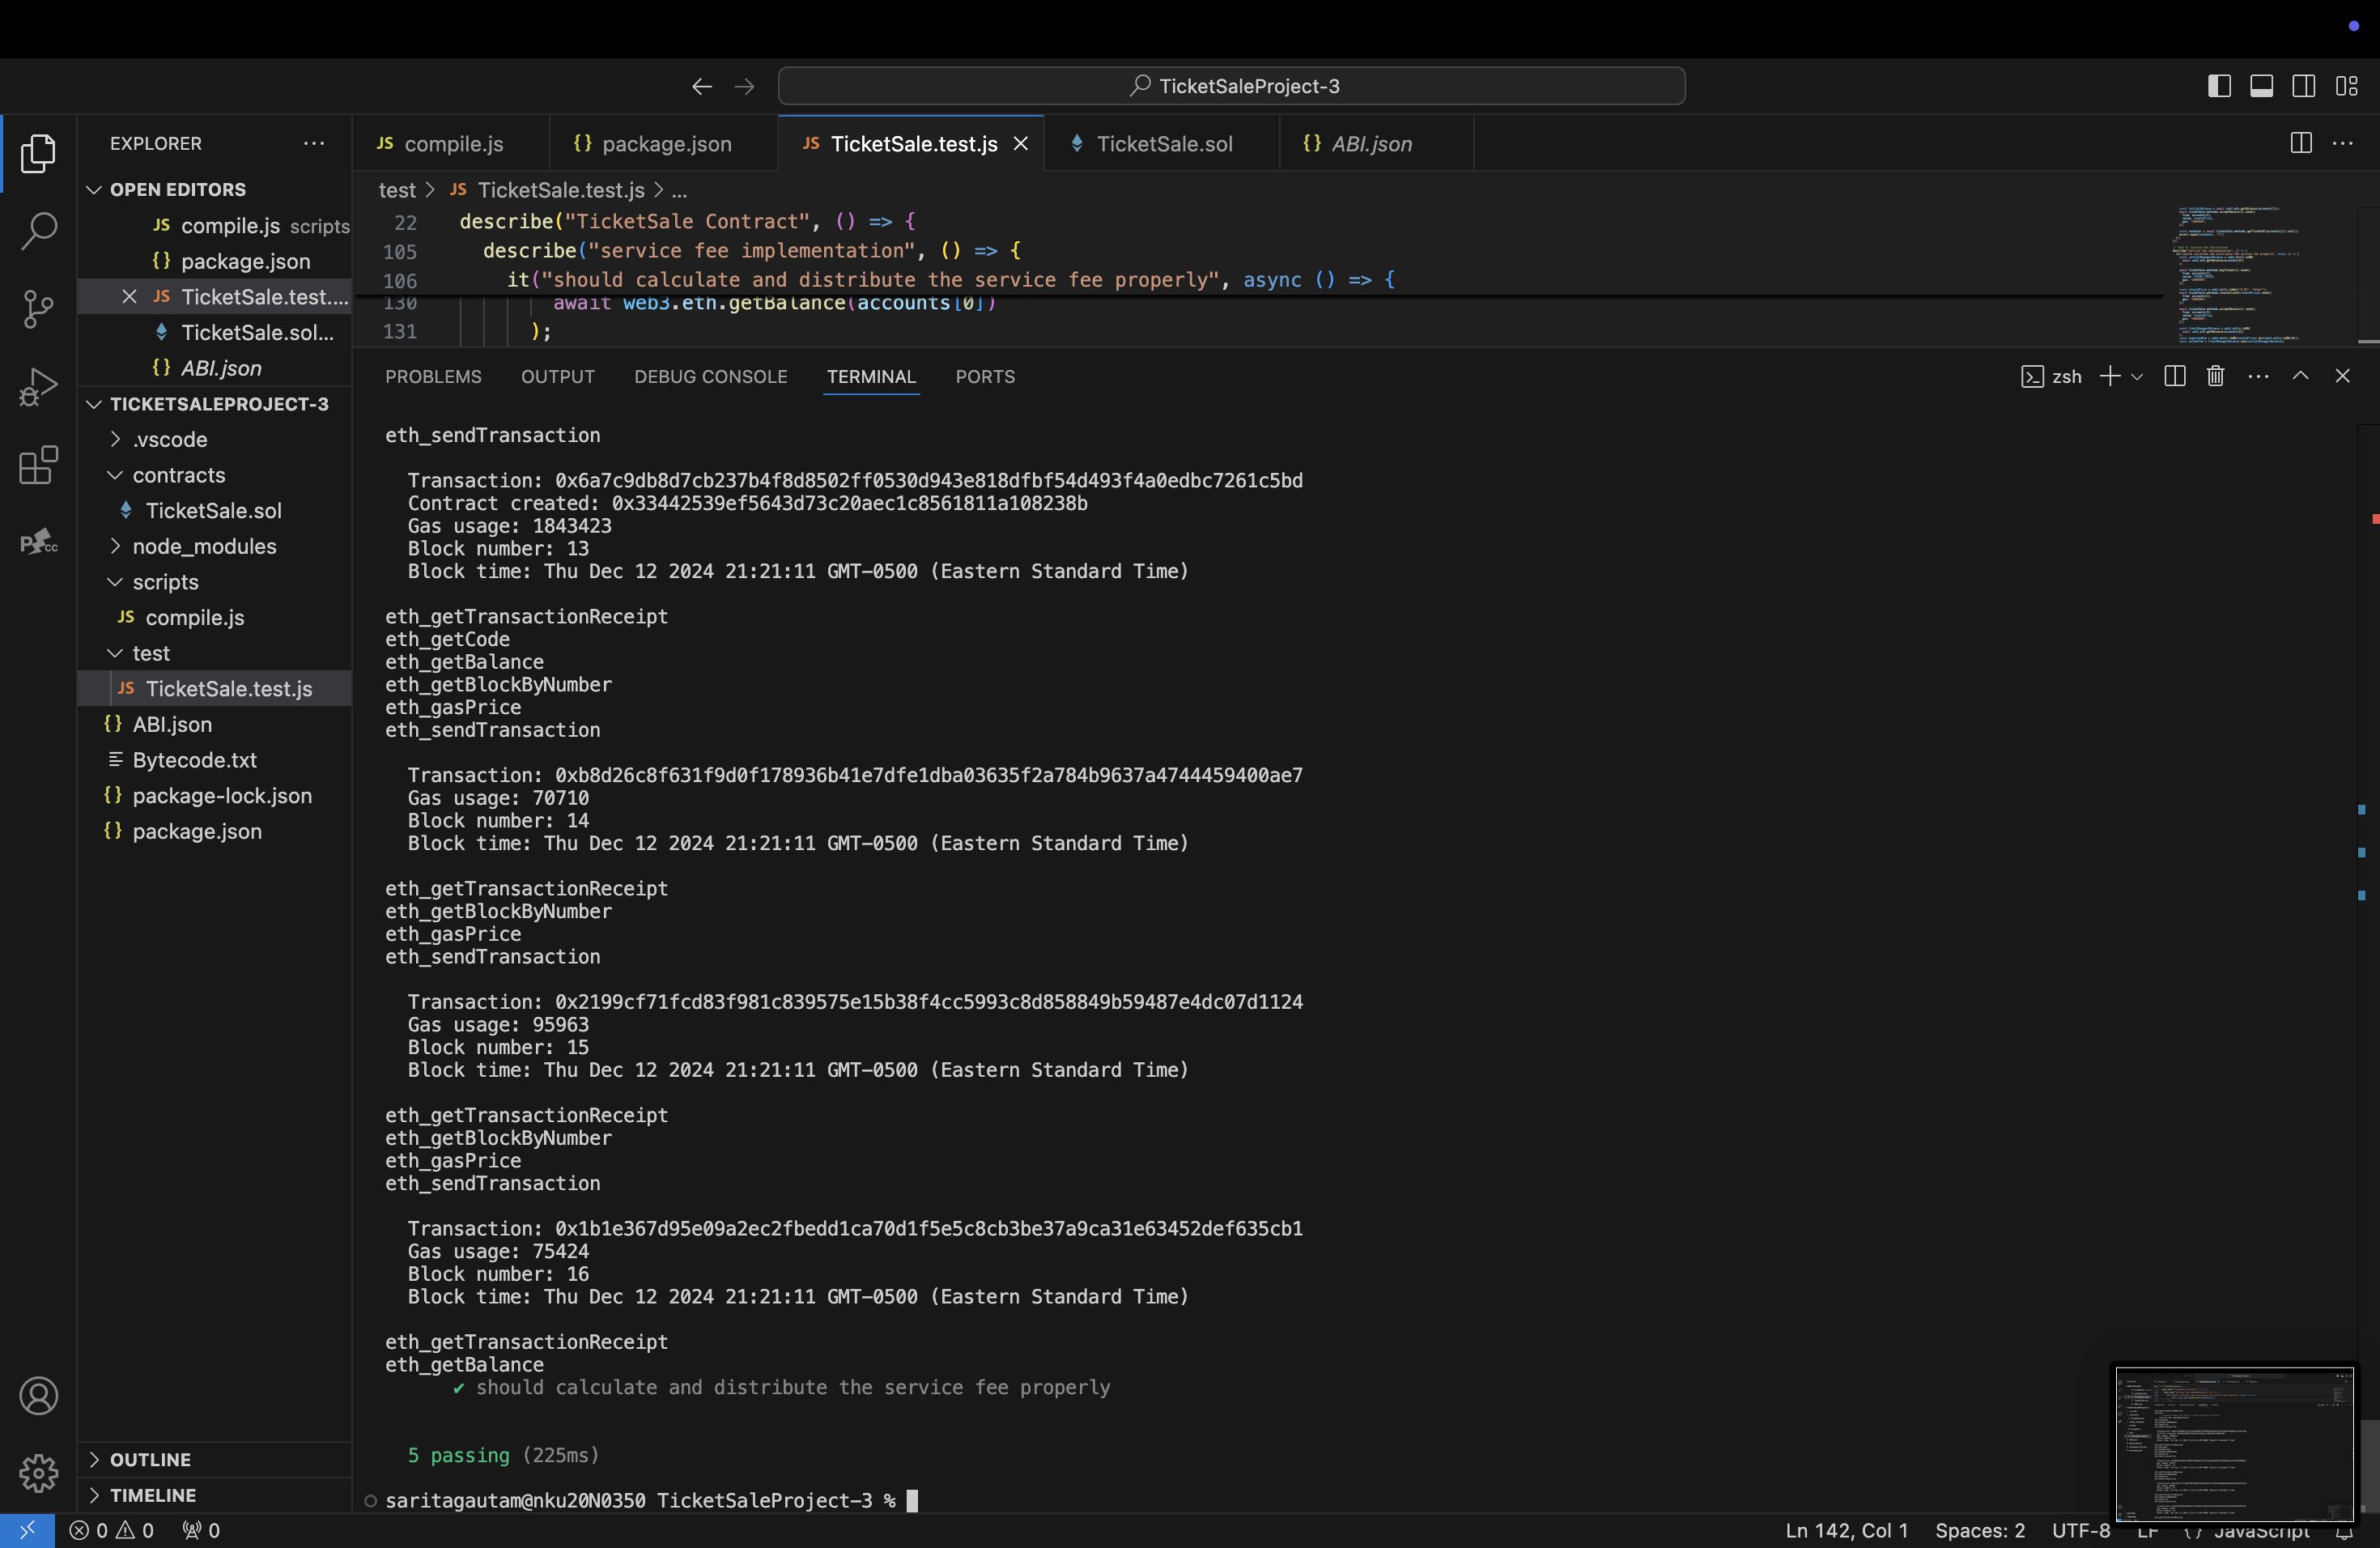 TicketSaleProject-3
EXPLORER
OPEN EDITORS
JS compile.js scripts
{} package.json
JS TicketSale.test....
TicketSale.sol...
{} ABI.json
TICKETSALEPROJECT-3
.vscode
contracts
TicketSale.sol
node_modules
scripts
JS compile.js
test
JS TicketSale.test.js
{} ABI.json
Bytecode.txt
{} package-lock.json
{} package.json
OUTLINE
TIMELINE
JS compile.js
{} package.json
JS TicketSale.test.js
TicketSale.sol
{} ABI.json
test > JS TicketSale.test.js > ...
22 describe("TicketSale Contract", () => {
105 describe("service fee implementation", () => {
106 it("should calculate and distribute the service fee properly", async () => {
130 await web3.eth.getBalance(accounts[0])
131 );
PROBLEMS OUTPUT DEBUG CONSOLE TERMINAL PORTS
zsh
eth_sendTransaction
Transaction: 0x6a7c9db8d7cb237b4f8d8502ff0530d943e818dfbf54d493f4a0edbc7261c5bd
Contract created: 0x33442539ef5643d73c20aec1c8561811a108238b
Gas usage: 1843423
Block number: 13
Block time: Thu Dec 12 2024 21:21:11 GMT-0500 (Eastern Standard Time)
eth_getTransactionReceipt
eth_getCode
eth_getBalance
eth_getBlockByNumber
eth_gasPrice
eth_sendTransaction
Transaction: 0xb8d26c8f631f9d0f178936b41e7dfe1dba03635f2a784b9637a4744459400ae7
Gas usage: 70710
Block number: 14
Block time: Thu Dec 12 2024 21:21:11 GMT-0500 (Eastern Standard Time)
eth_getTransactionReceipt
eth_getBlockByNumber
eth_gasPrice
eth_sendTransaction
Transaction: 0x2199cf71fcd83f981c839575e15b38f4cc5993c8d858849b59487e4dc07d1124
Gas usage: 95963
Block number: 15
Block time: Thu Dec 12 2024 21:21:11 GMT-0500 (Eastern Standard Time)
eth_getTransactionReceipt
eth_getBlockByNumber
eth_gasPrice
eth_sendTransaction
Transaction: 0x1b1e367d95e09a2ec2fbedd1ca70d1f5e5c8cb3be37a9ca31e63452def635cb1
Gas usage: 75424
Block number: 16
Block time: Thu Dec 12 2024 21:21:11 GMT-0500 (Eastern Standard Time)
eth_getTransactionReceipt
eth_getBalance
✔ should calculate and distribute the service fee properly
5 passing (225ms)
saritagautam@nku20N0350 TicketSaleProject-3 %
0 0 0
Ln 142, Col 1 Spaces: 2 UTF-8 LF {} JavaScript